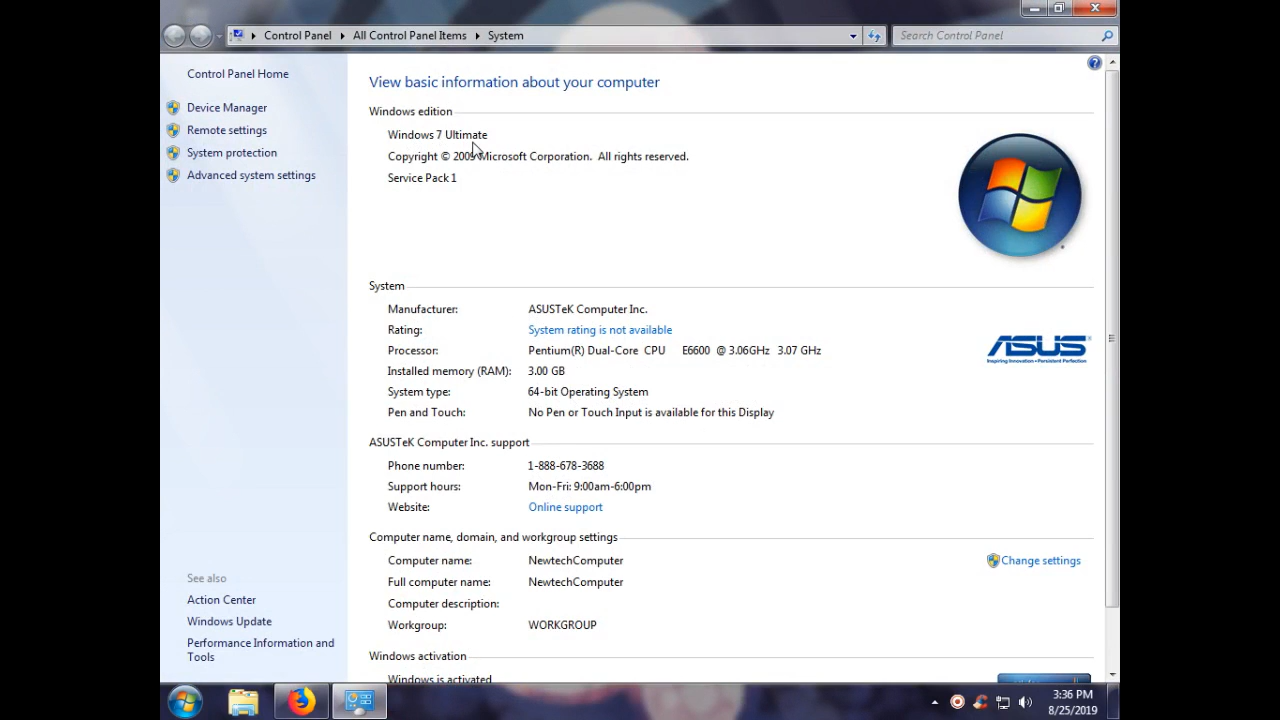 Control Panel All Control Panel Items System Search Control Panel
Control Panel Home
Device Manager
Remote settings
System protection
Advanced system settings
See also
Action Center
Windows Update
Performance Information and
Tools
View basic information about your computer
Windows edition
Windows 7 Ultimate
Copyright © 2009 Microsoft Corporation. All rights reserved.
Service Pack 1
System
Manufacturer: ASUSTeK Computer Inc.
Rating: System rating is not available
Processor: Pentium(R) Dual-Core CPU E6600 @ 3.06GHz 3.07 GHz
Installed memory (RAM): 3.00 GB
System type: 64-bit Operating System
Pen and Touch: No Pen or Touch Input is available for this Display
ASUS
Inspiring Innovation • Persistent Perfection
ASUSTeK Computer Inc. support
Phone number: 1-888-678-3688
Support hours: Mon-Fri: 9:00am-6:00pm
Website: Online support
Computer name, domain, and workgroup settings
Computer name: NewtechComputer
Change settings
Full computer name: NewtechComputer
Computer description:
Workgroup: WORKGROUP
Windows activation
Windows is activated
3:36 PM
8/25/2019